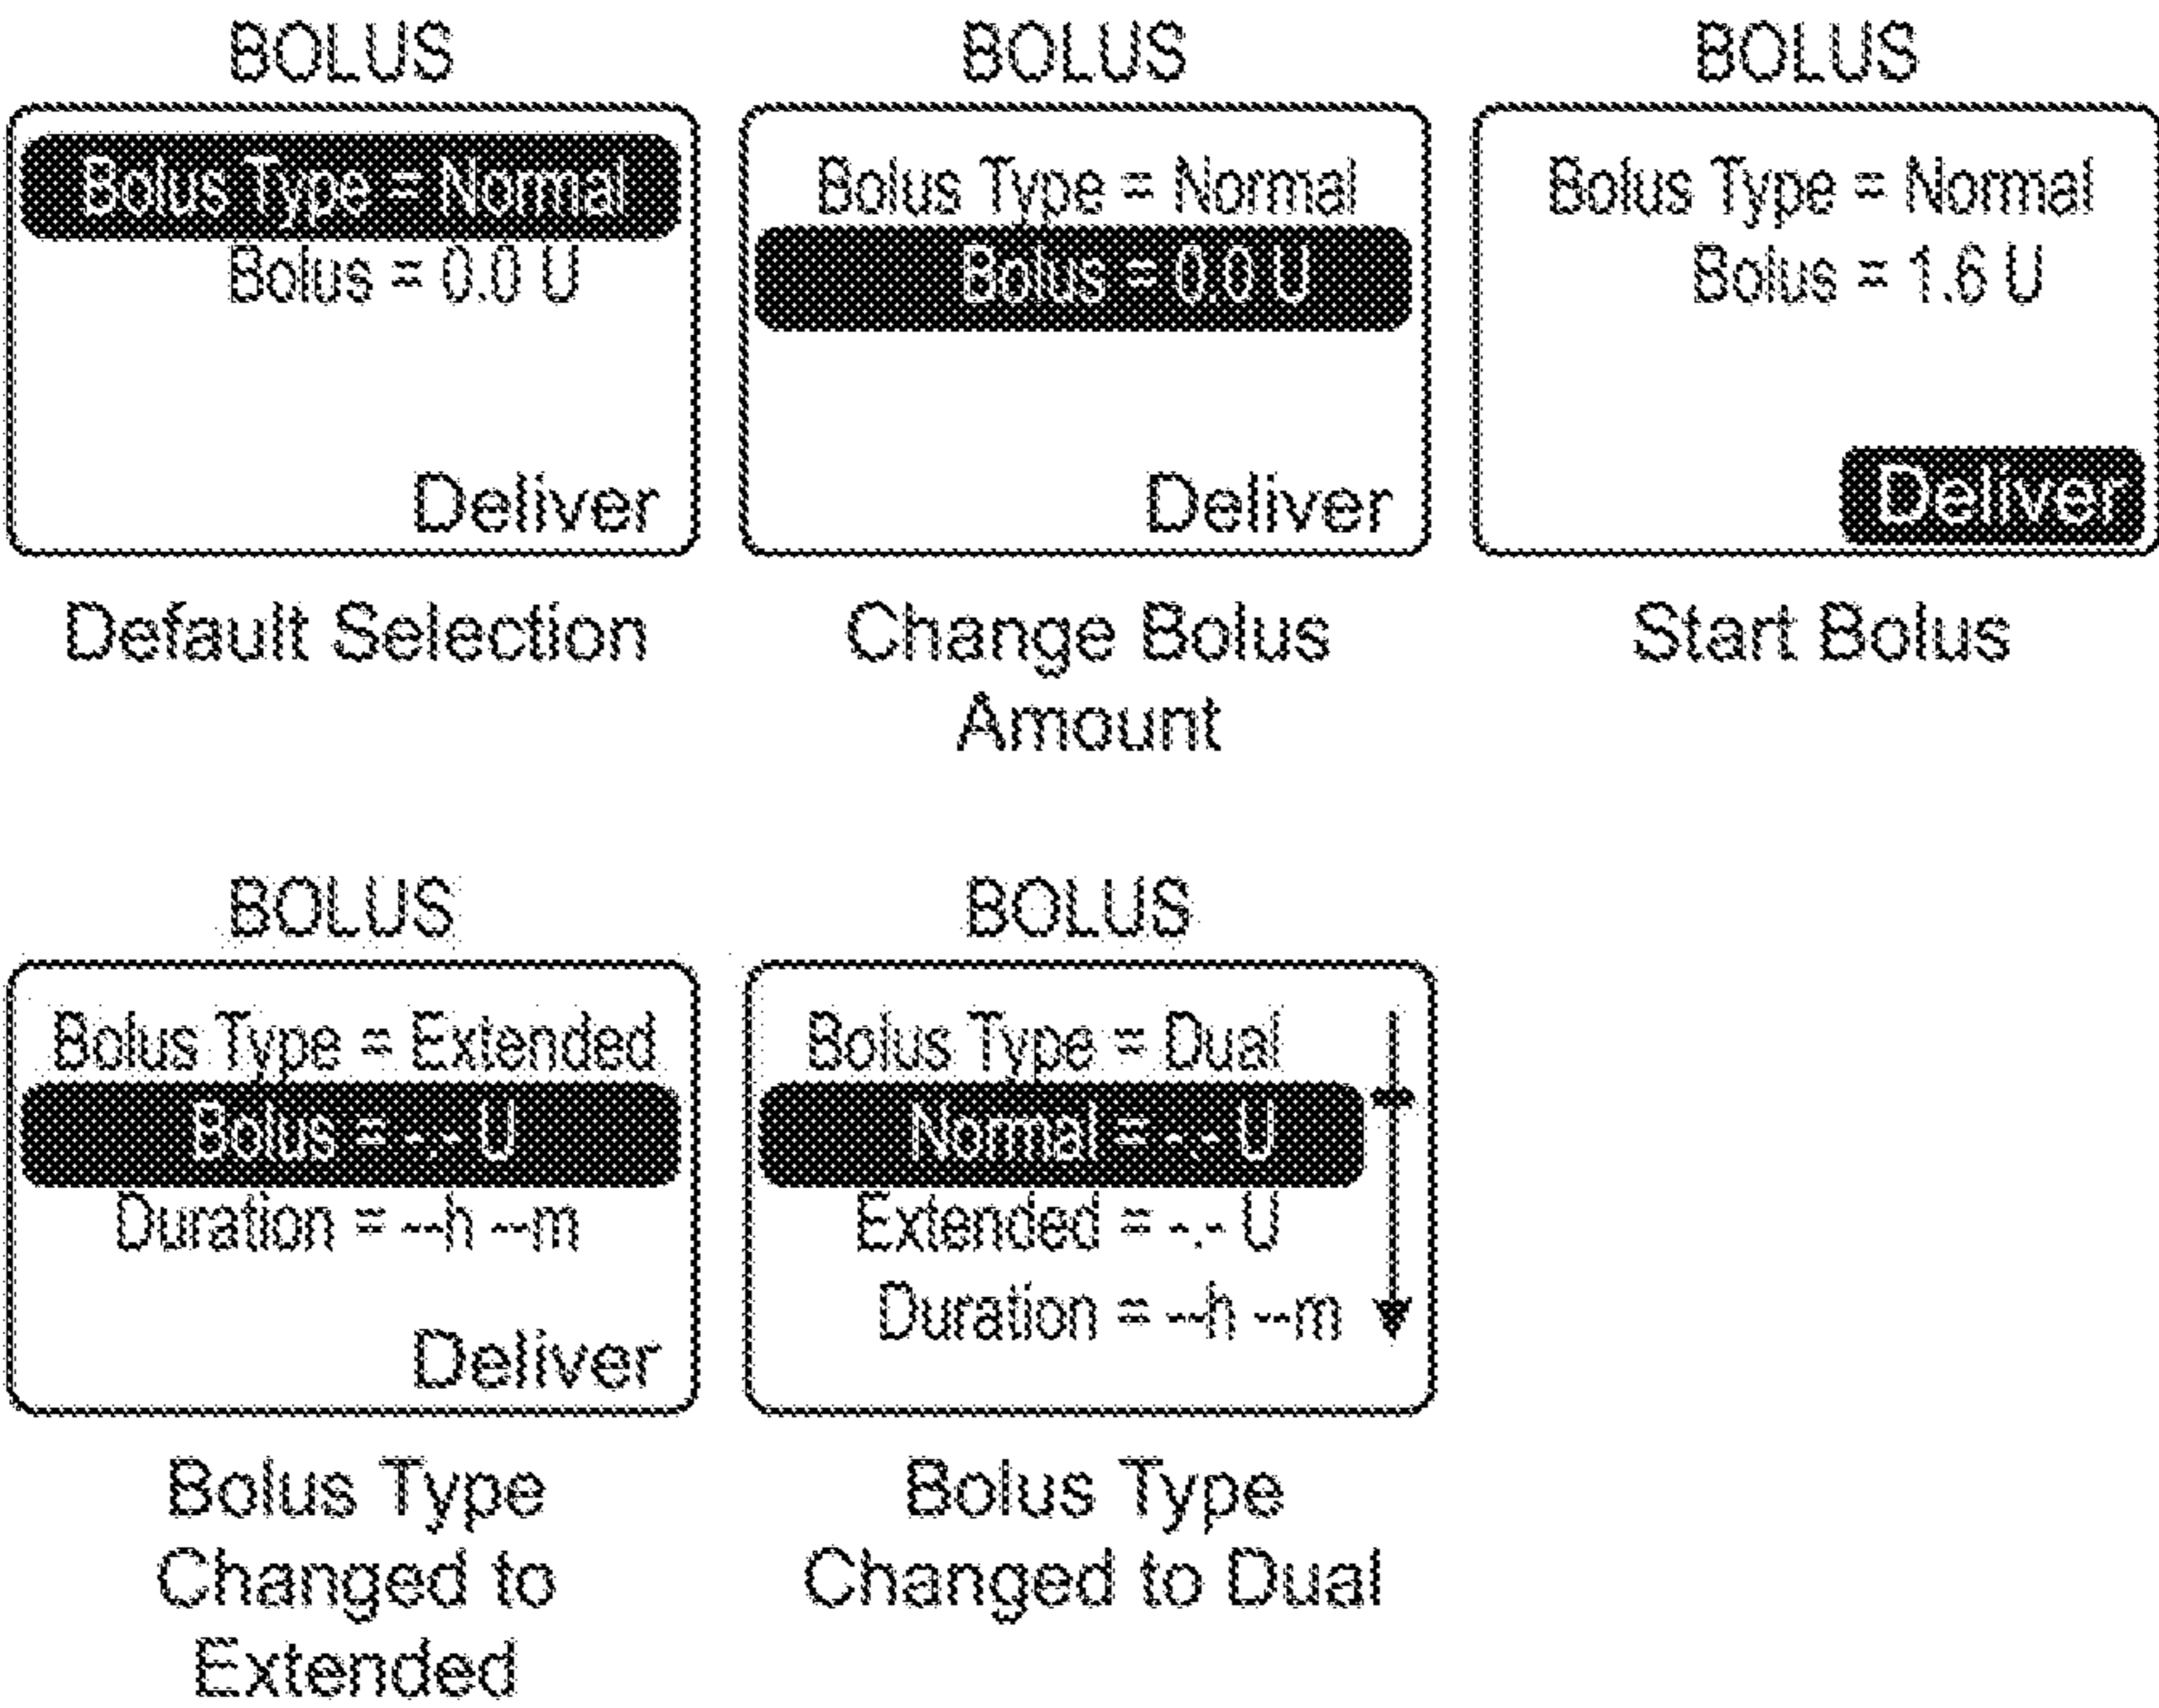 BOLUS
Bolus Type = Normal
Bolus = 0.0 U
Deliver
Default Selection
BOLUS
Bolus Type = Normal
Bolus = 0.0 U
Deliver
Change Bolus
Amount
BOLUS
Bolus Type = Normal
Bolus = 1.6 U
Deliver
Start Bolus
BOLUS
Bolus Type = Extended
Bolus = -.- U
Duration = --h --m
Deliver
Bolus Type
Changed to
Extended
BOLUS
Bolus Type = Dual
Normal = -.- U
Extended = -.- U
Duration = --h --m
Bolus Type
Changed to Dual